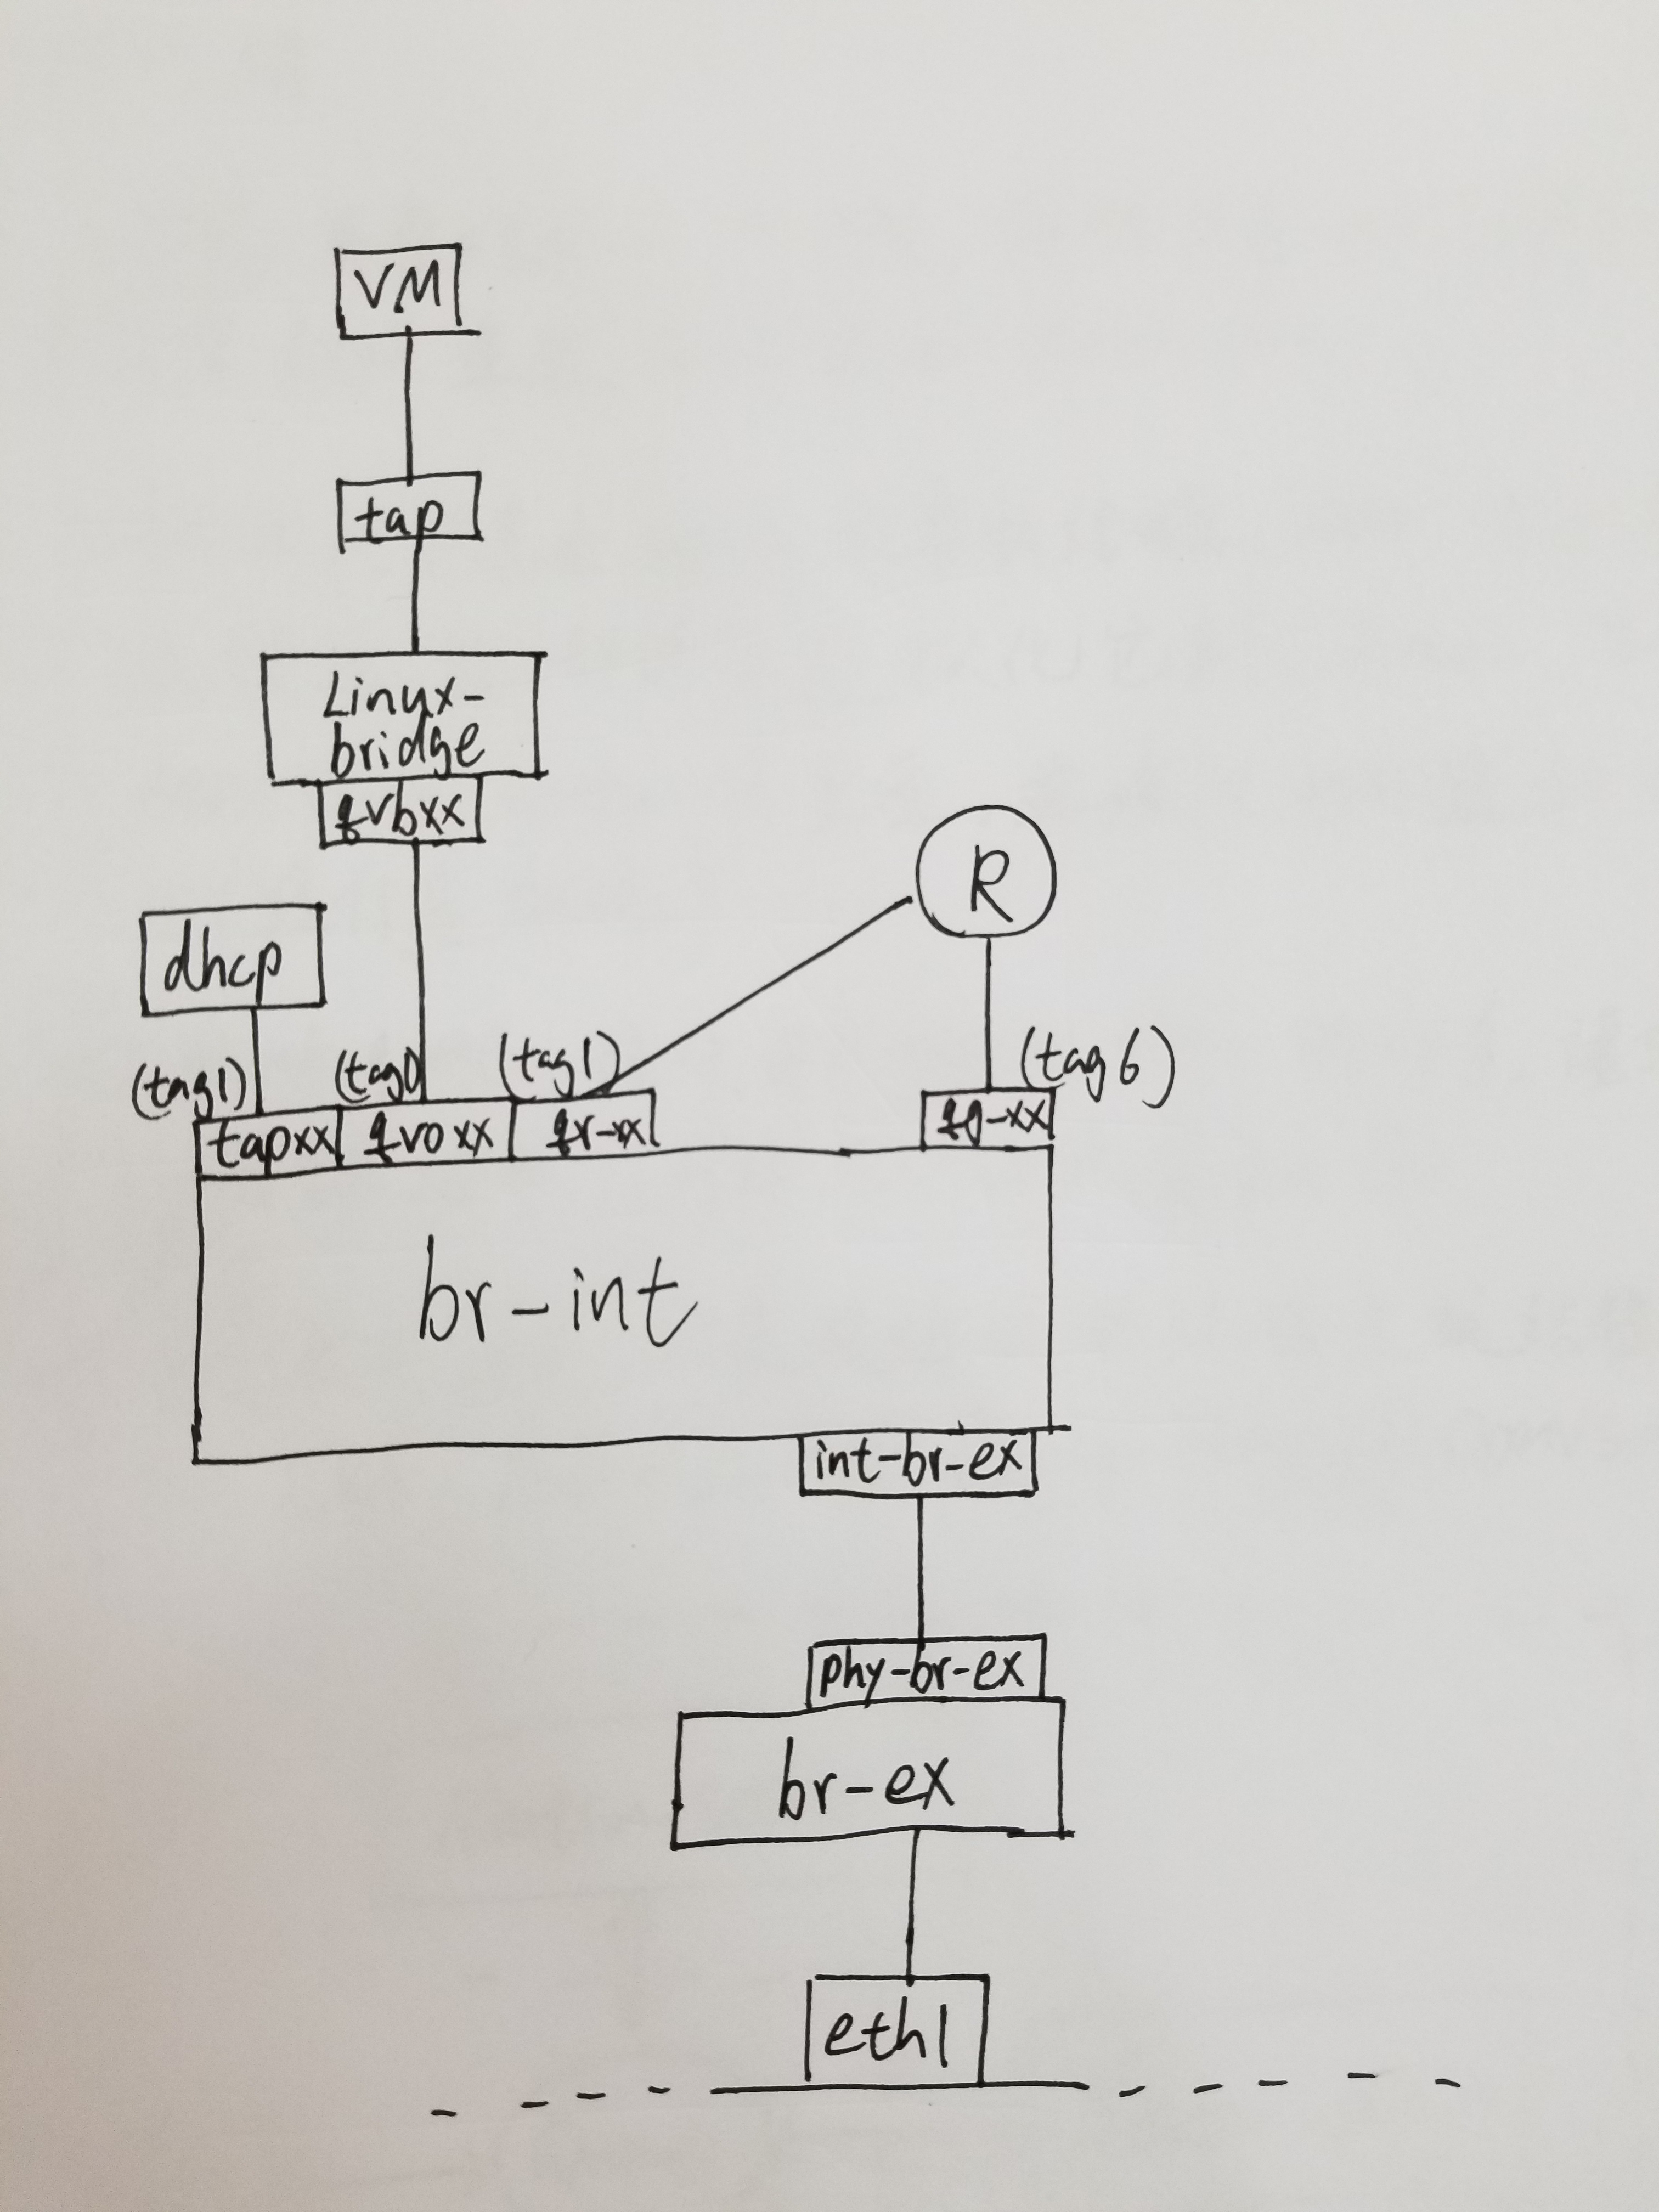 VM
tap
Linux-
bridge
qvbxx
R
dhcp
(tag1)
(tag1)
(tag1)
(tag 6)
tapxx
qvoxx
qr-xx
qg-xx
br-int
int-br-ex
phy-br-ex
br-ex
eth1